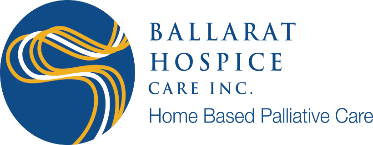 BALLARAT
HOSPICE
CARE INC.
Home Based Palliative Care